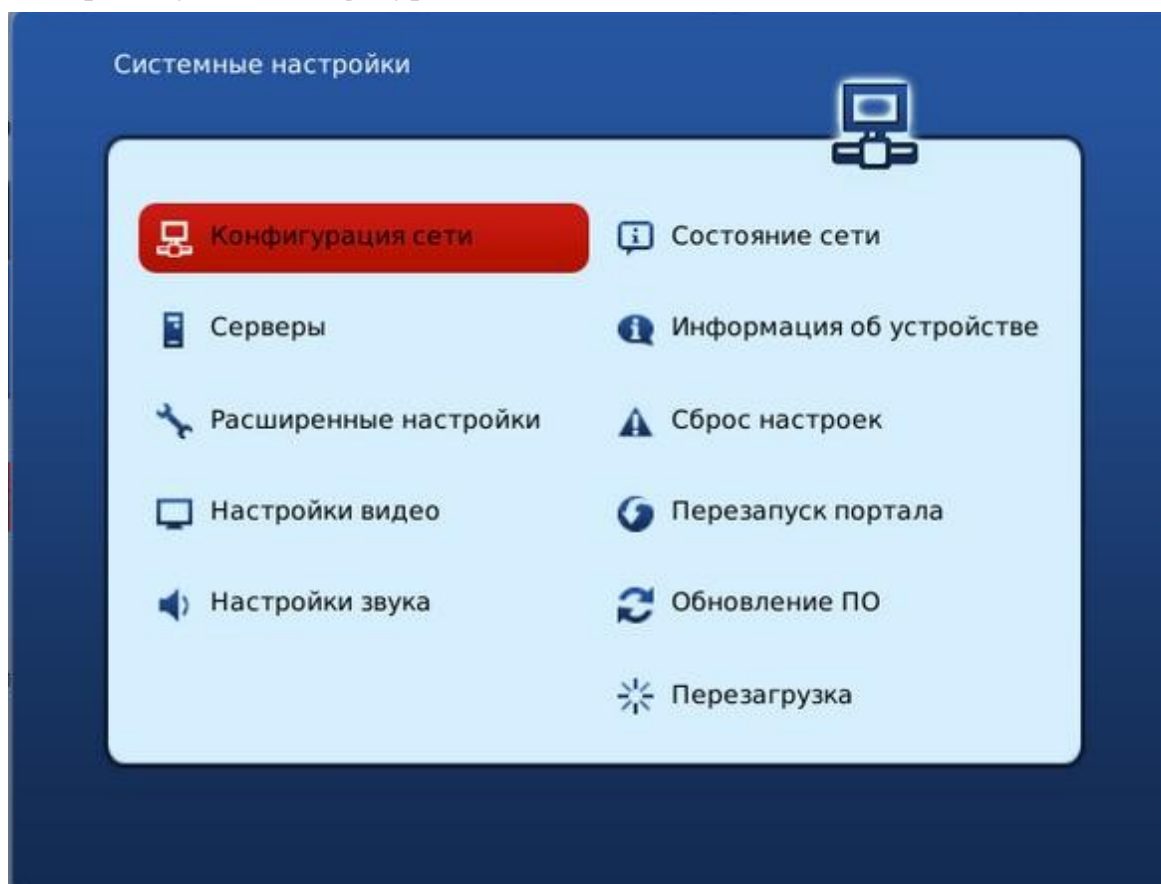 Системные настройки
Конфигурация сети
Состояние сети
Серверы
Информация об устройстве
Расширенные настройки
Сброс настроек
Настройки видео
Перезапуск портала
Настройки звука
Обновление ПО
Перезагрузка